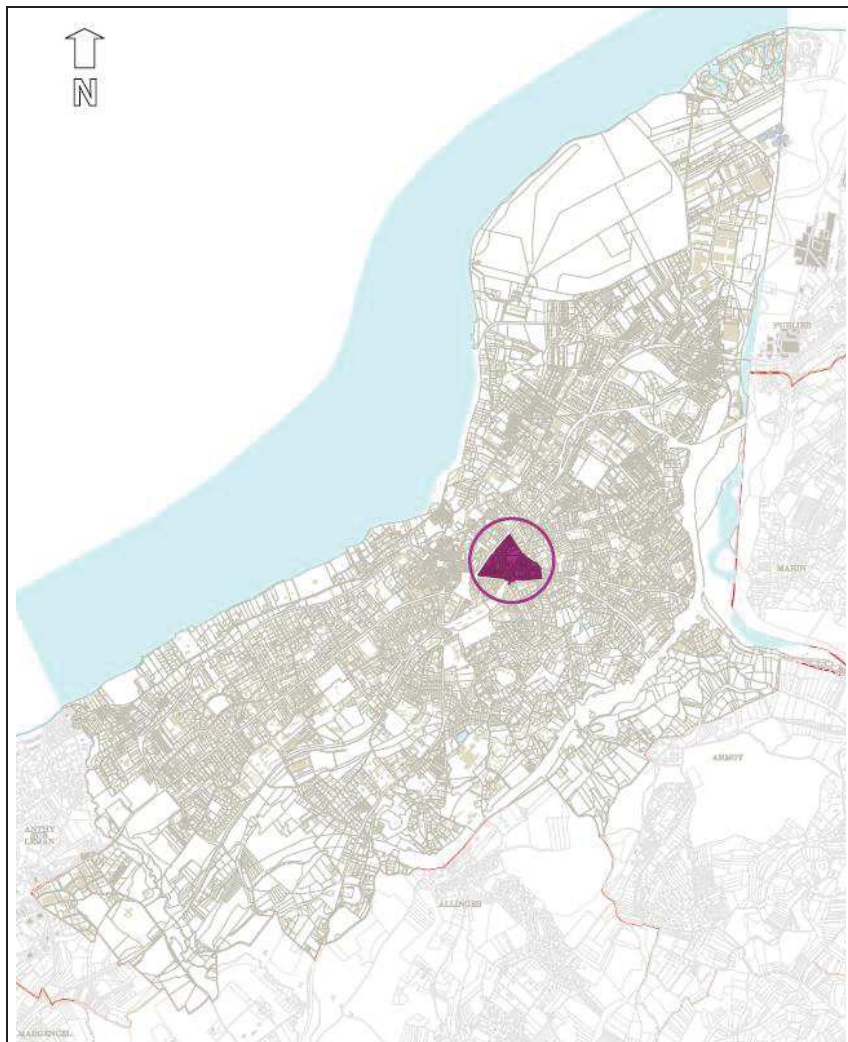 N
PUBLIER
MARIN
ARMOY
ANTHY
SUR
LEMAN
ALLINGES
MARGENCEL